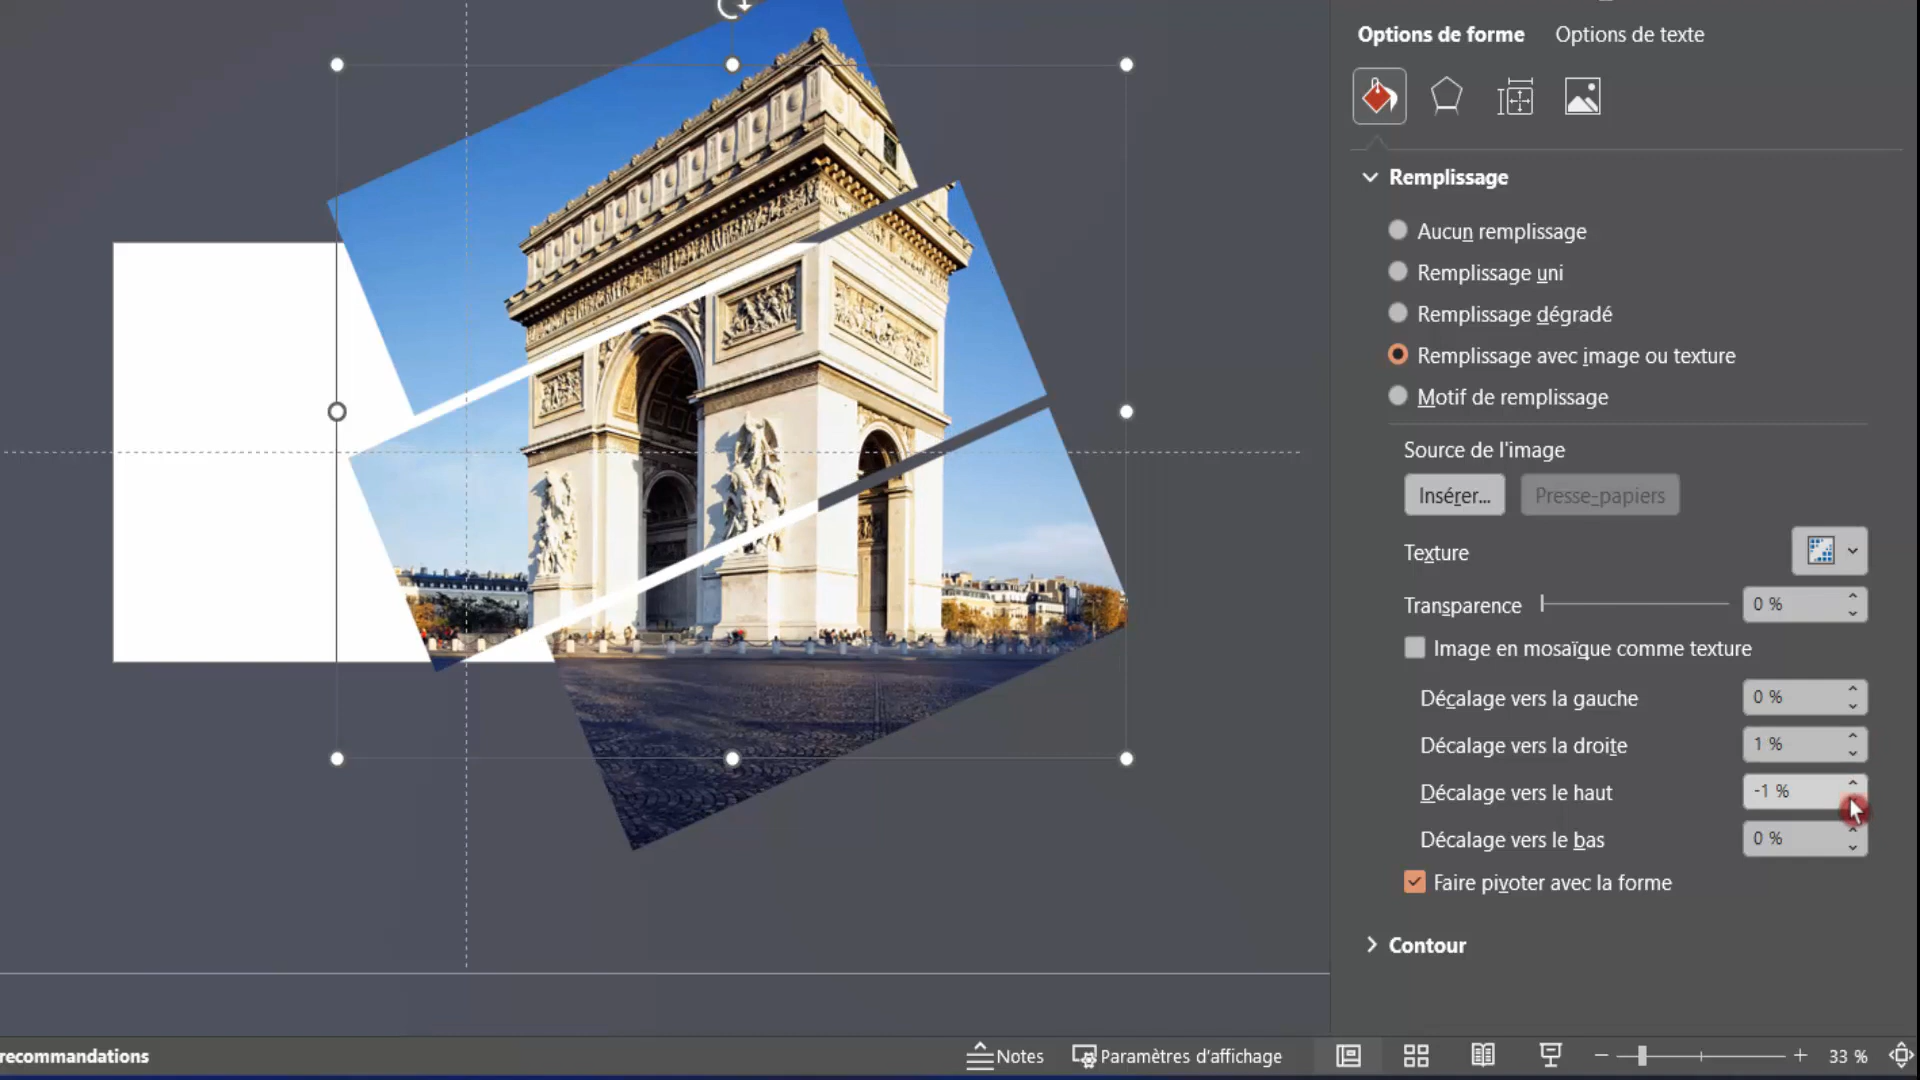 Options de forme
Options de texte
Remplissage
Aucun remplissage
Remplissage uni
Remplissage dégradé
Remplissage avec image ou texture
Motif de remplissage
Source de l'image
Insérer...
Presse-papiers
Texture
Transparence
0 %
Image en mosaïque comme texture
Décalage vers la gauche
0 %
Décalage vers la droite
1 %
Décalage vers le haut
-1 %
Décalage vers le bas
0 %
Faire pivoter avec la forme
Contour
recommandations
Notes
Paramètres d'affichage
33 %